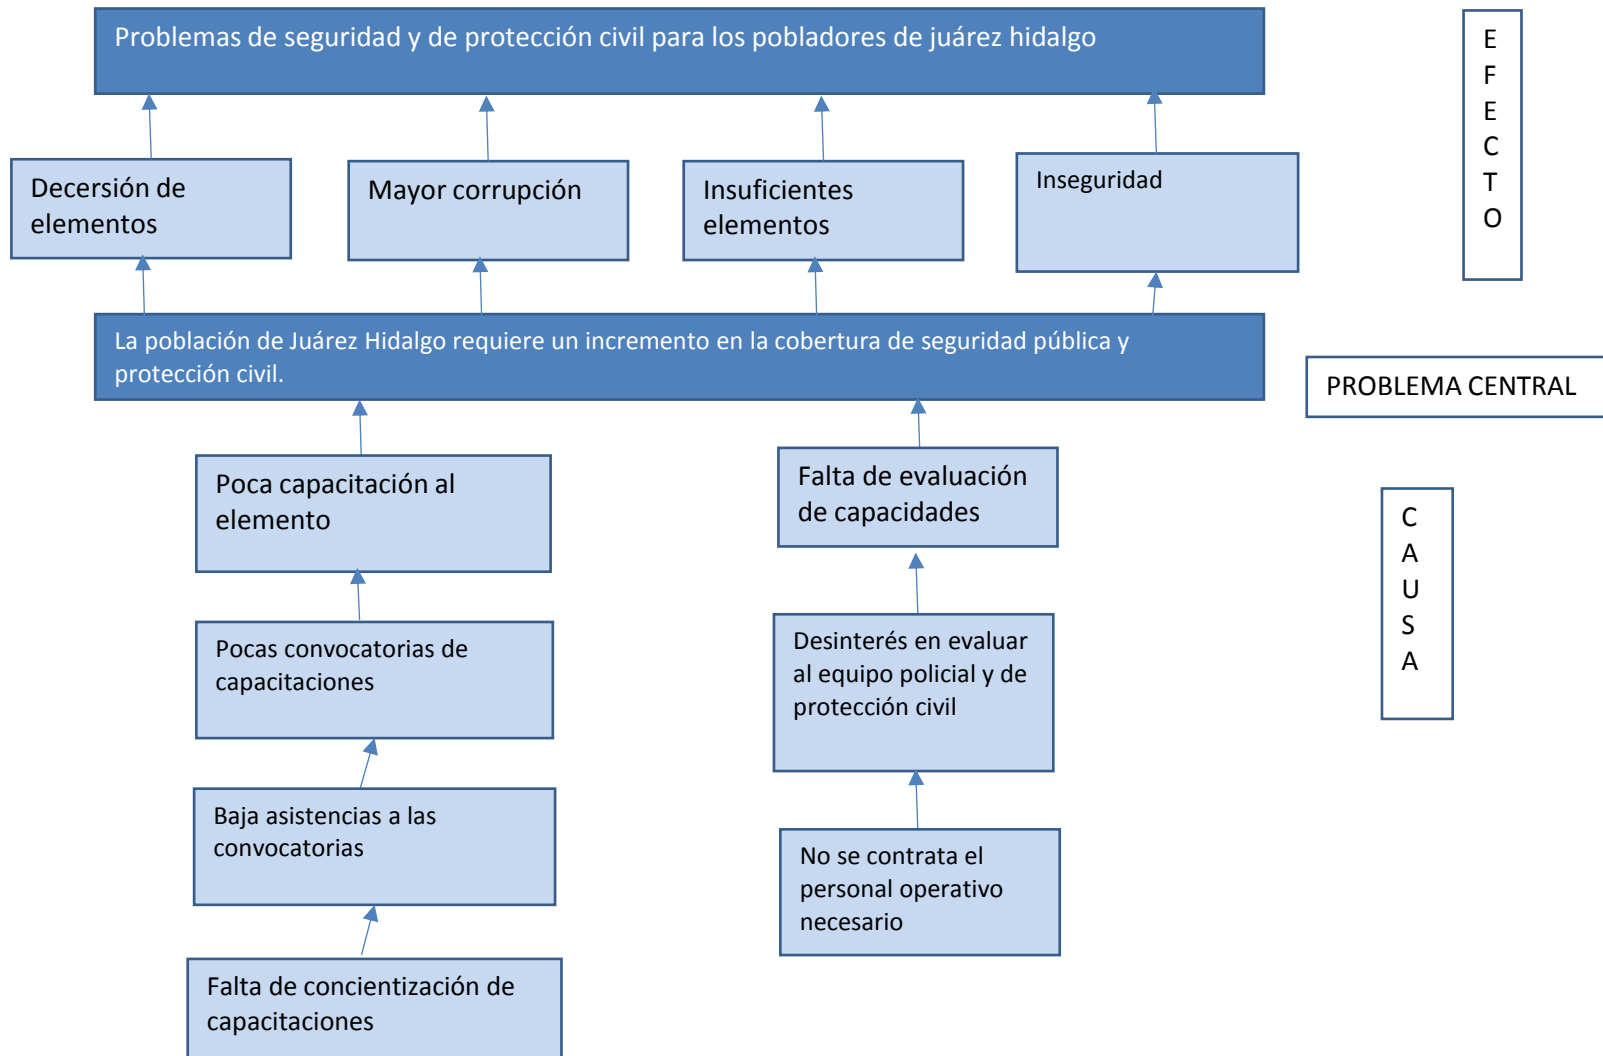 Problemas de seguridad y de protección civil para los pobladores de juárez hidalgo
E
F
E
C
T
O
Decersión de
elementos
Mayor corrupción
Insuficientes
elementos
Inseguridad
La población de Juárez Hidalgo requiere un incremento en la cobertura de seguridad pública y
protección civil.
PROBLEMA CENTRAL
Poca capacitación al
elemento
Falta de evaluación
de capacidades
C
A
U
S
A
Pocas convocatorias de
capacitaciones
Desinterés en evaluar
al equipo policial y de
protección civil
Baja asistencias a las
convocatorias
No se contrata el
personal operativo
necesario
Falta de concientización de
capacitaciones